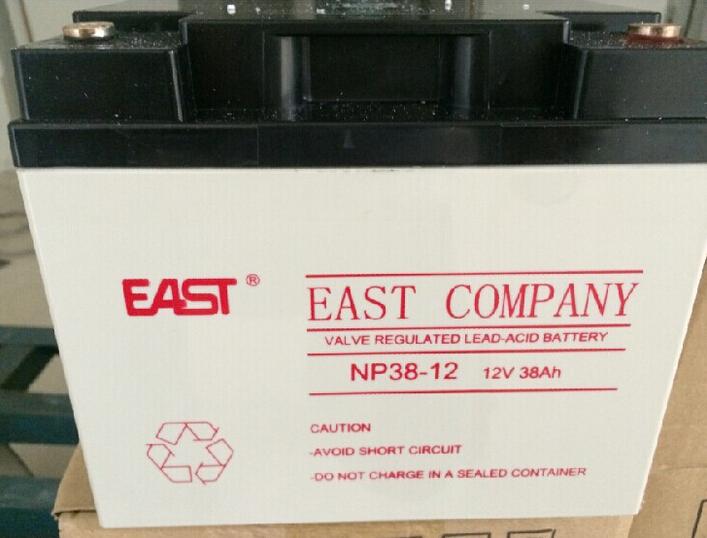 EAST ®
EAST COMPANY
VALVE REGULATED LEAD-ACID BATTERY
NP38-12 12V 38Ah
CAUTION
-AVOID SHORT CIRCUIT
-DO NOT CHARGE IN A SEALED CONTAINER